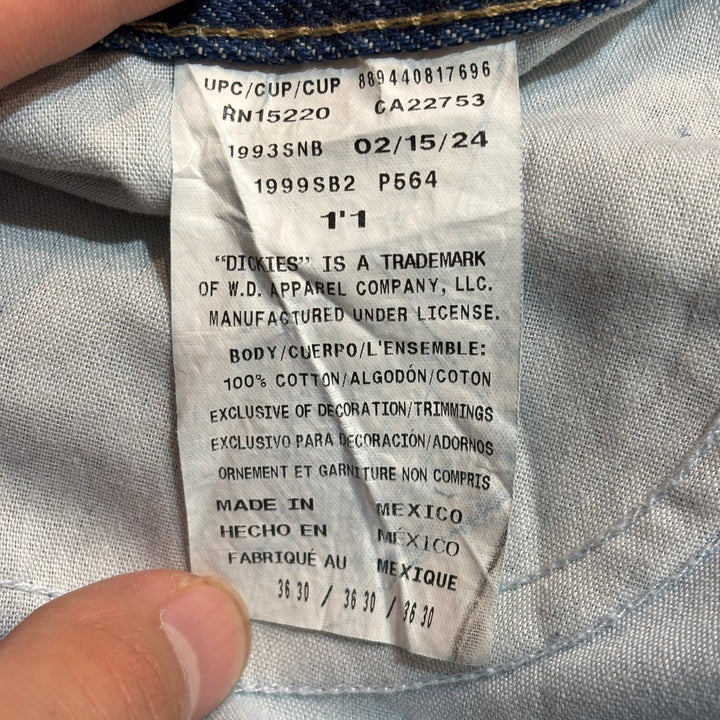 UPC/CUP/CUP 889440817696
RN15220 CA22753
1993SNB 02/15/24
1999SB2 P564
1'1
"DICKIES" IS A TRADEMARK
OF W.D. APPAREL COMPANY, LLC.
MANUFACTURED UNDER LICENSE.
BODY/CUERPO/L'ENSEMBLE:
100% COTTON/ALGODÓN/COTON
EXCLUSIVE OF DECORATION/TRIMMINGS
EXCLUSIVO PARA DECORACIÓN/ADORNOS
ORNEMENT ET GARNITURE NON COMPRIS
MADE IN MEXICO
HECHO EN MÉXICO
FABRIQUÉ AU MEXIQUE
36 30 / 36 30 / 36 30